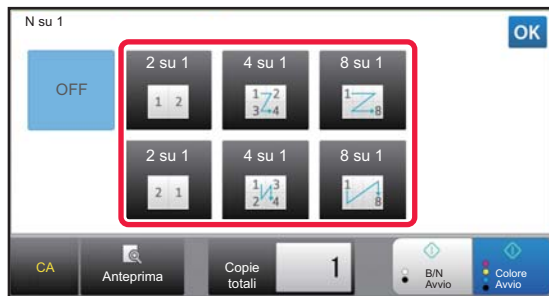 N su 1
OK
OFF
2 su 1
1 2
4 su 1
1 2
3 4
8 su 1
1
8
2 su 1
2 1
4 su 1
1 3
2 4
8 su 1
1
8
CA
Anteprima
Copie
totali
1
B/N
Avvio
Colore
Avvio